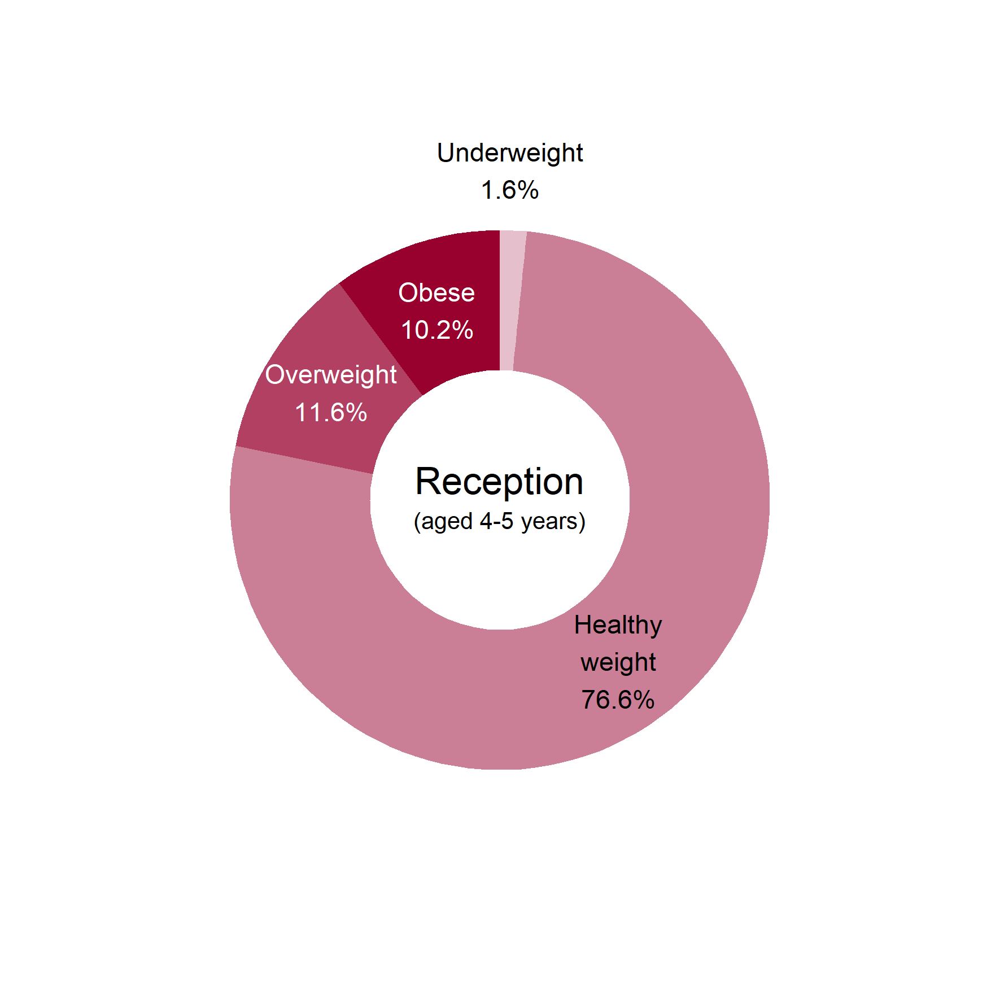 Underweight
1.6%
Obese
10.2%
Overweight
11.6%
Reception
(aged 4-5 years)
Healthy
weight
76.6%